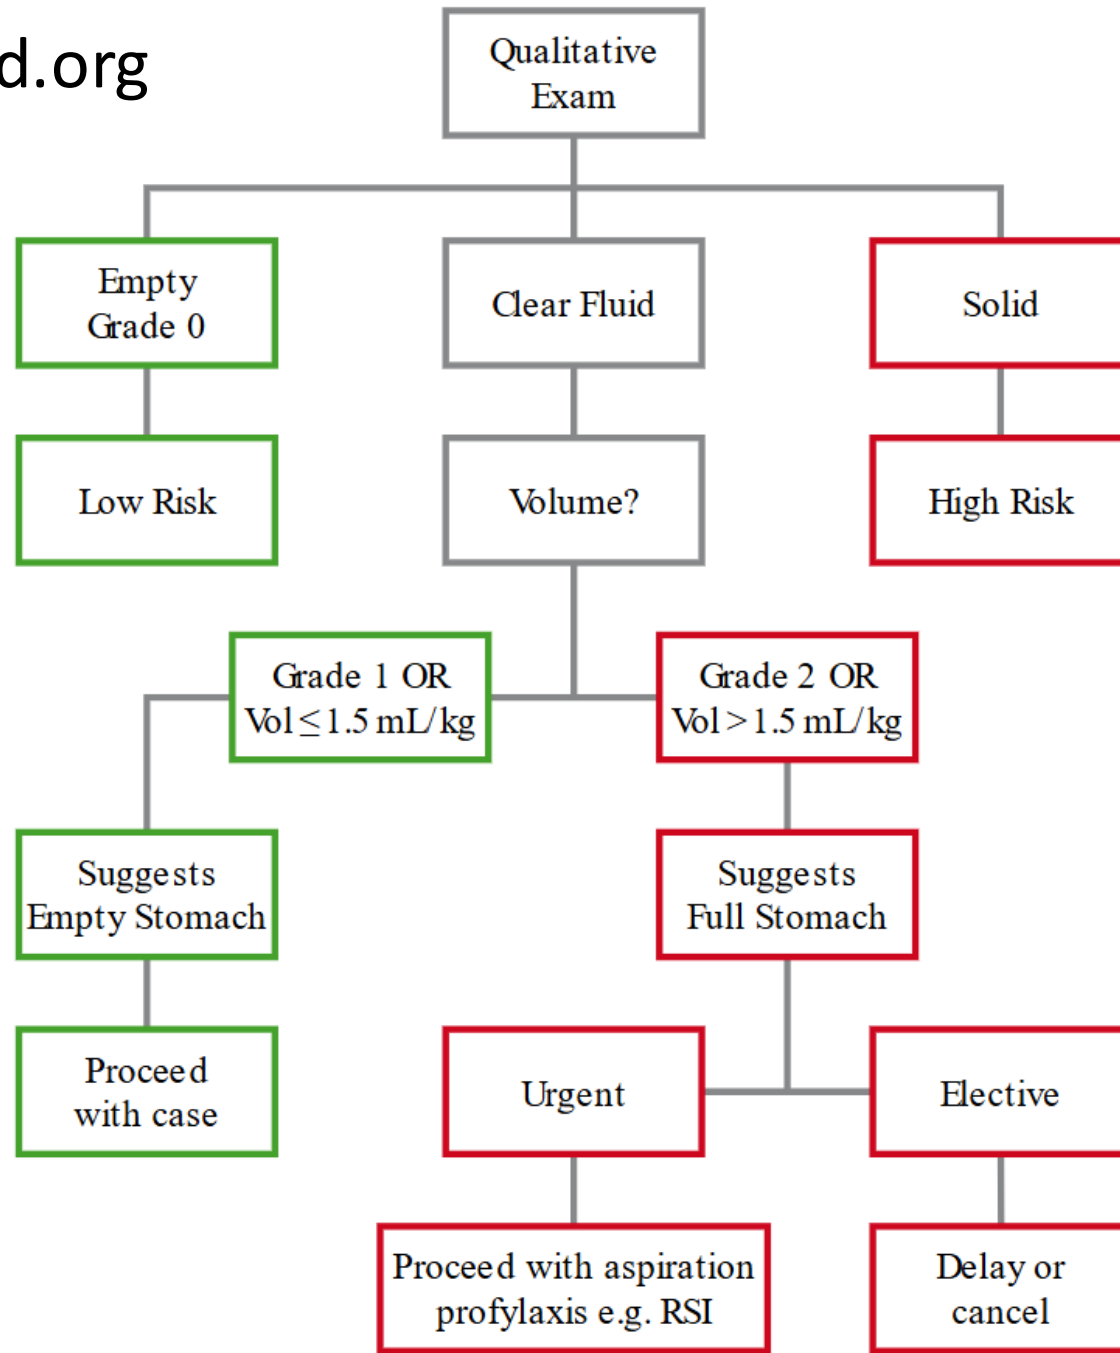 d.org
Qualitative
Exam
Empty
Grade 0
Clear Fluid
Solid
Low Risk
Volume?
High Risk
Grade 1 OR
Vol ≤ 1.5 mL/kg
Grade 2 OR
Vol > 1.5 mL/kg
Suggests
Empty Stomach
Suggests
Full Stomach
Proceed
with case
Urgent
Elective
Proceed with aspiration
profylaxis e.g. RSI
Delay or
cancel